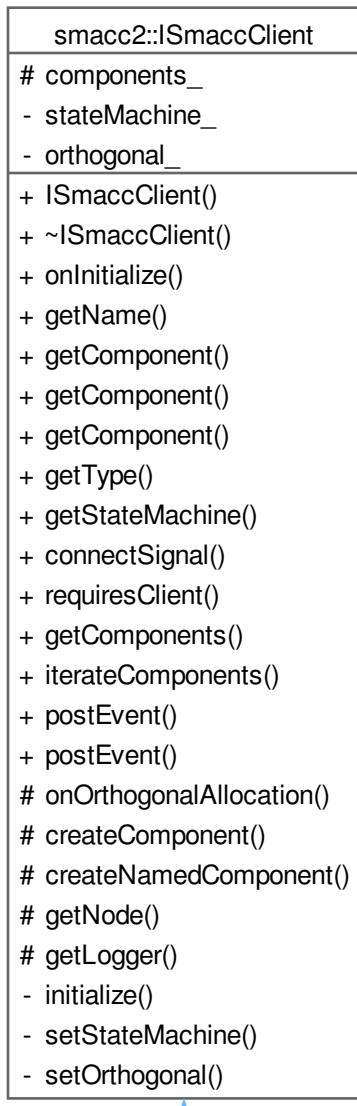 smacc2::ISmaccClient
# components_
- stateMachine_
- orthogonal_
+ ISmaccClient()
+ ~ISmaccClient()
+ onInitialize()
+ getName()
+ getComponent()
+ getComponent()
+ getComponent()
+ getType()
+ getStateMachine()
+ connectSignal()
+ requiresClient()
+ getComponents()
+ iterateComponents()
+ postEvent()
+ postEvent()
# onOrthogonalAllocation()
# createComponent()
# createNamedComponent()
# getNode()
# getLogger()
- initialize()
- setStateMachine()
- setOrthogonal()